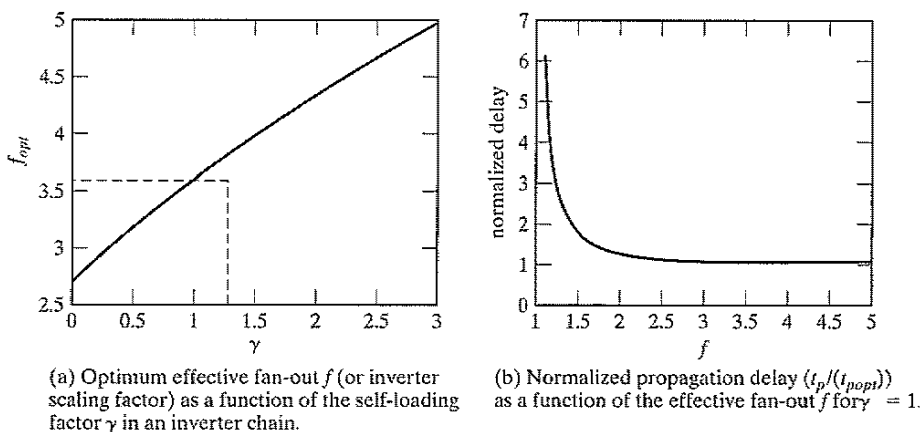 5
4.5
4
3.5
3
2.5
f_opt
0 0.5 1 1.5 2 2.5 3
γ
(a) Optimum effective fan-out f (or inverter
scaling factor) as a function of the self-loading
factor γ in an inverter chain.
7
6
5
4
3
2
1
0
normalized delay
1 1.5 2 2.5 3 3.5 4 4.5 5
f
(b) Normalized propagation delay (t_p/(t_popt))
as a function of the effective fan-out f forγ = 1.